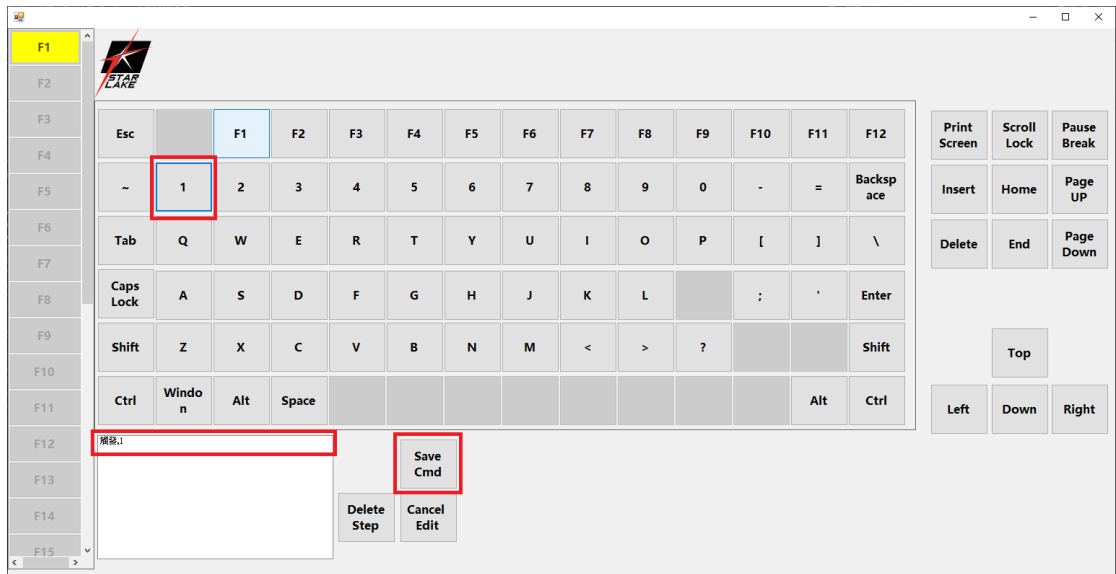 F1
F2
F3
F4
F5
F6
F7
F8
F9
F10
F11
F12
F13
F14
F15
STAR
LAKE
Esc F1 F2 F3 F4 F5 F6 F7 F8 F9 F10 F11 F12
~ 1 2 3 4 5 6 7 8 9 0 - = Backsp
ace
Tab Q W E R T Y U I O P [ ] \
Caps
Lock A S D F G H J K L ; ' Enter
Shift Z X C V B N M < > ? Shift
Ctrl Windo
n Alt Space Alt Ctrl
Print
Screen
Scroll
Lock
Pause
Break
Insert Home Page
UP
Delete End Page
Down
Top
Left Down Right
觸發,1
Save
Cmd
Delete
Step
Cancel
Edit